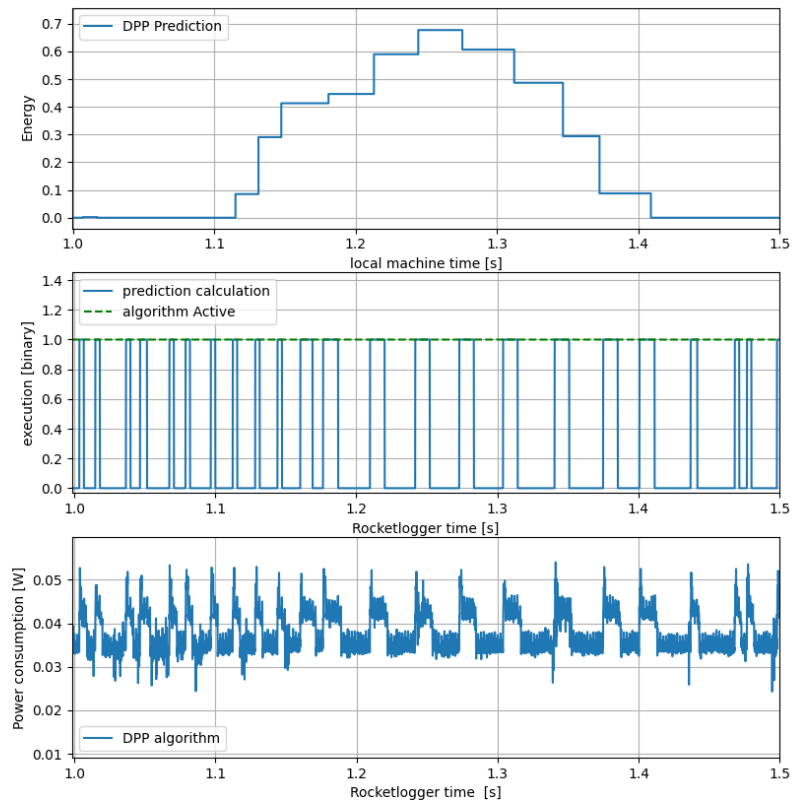 DPP Prediction
Energy
0.7
0.6
0.5
0.4
0.3
0.2
0.1
0.0
1.0 1.1 1.2 1.3 1.4 1.5
local machine time [s]
prediction calculation
algorithm Active
execution [binary]
1.4
1.2
1.0
0.8
0.6
0.4
0.2
0.0
1.0 1.1 1.2 1.3 1.4 1.5
Rocketlogger time [s]
Power consumption [W]
0.05
0.04
0.03
0.02
0.01
DPP algorithm
1.0 1.1 1.2 1.3 1.4 1.5
Rocketlogger time  [s]